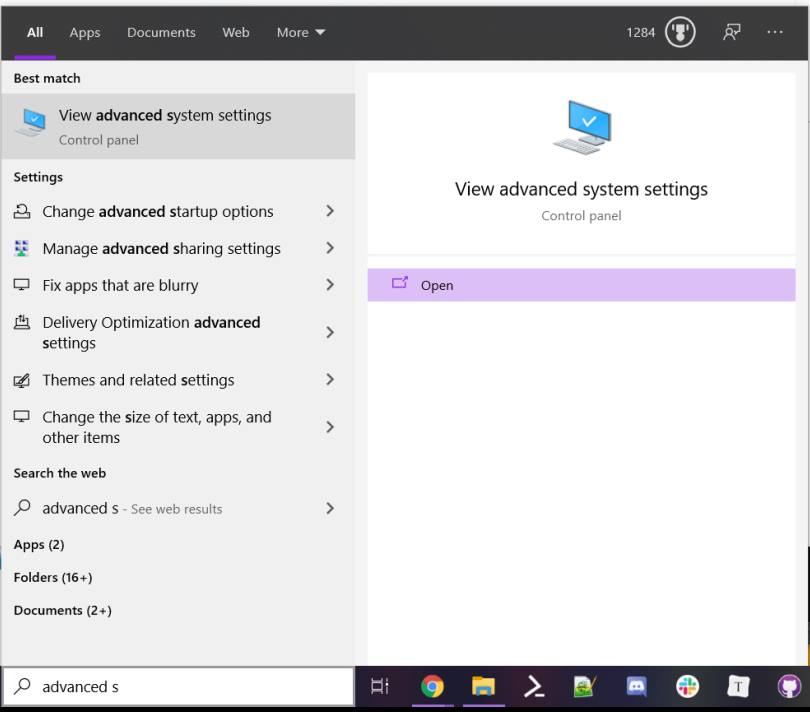 All Apps Documents Web More 1284
Best match
View advanced system settings
Control panel
Settings
Change advanced startup options
Manage advanced sharing settings
Fix apps that are blurry
Delivery Optimization advanced
settings
Themes and related settings
Change the size of text, apps, and
other items
Search the web
advanced s - See web results
Apps (2)
Folders (16+)
Documents (2+)
View advanced system settings
Control panel
Open
advanced s
T